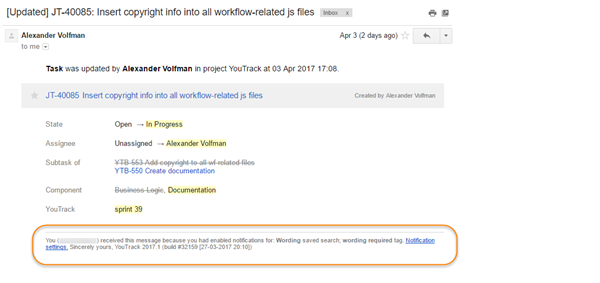 [Updated] JT-40085: Insert copyright info into all workflow-related js files Inbox x
Alexander Volfman Apr 3 (2 days ago)
to me
Task was updated by Alexander Volfman in project YouTrack at 03 Apr 2017 17:08.
JT-40085 Insert copyright info into all workflow-related js files Created by Alexander Volfman
State Open → In Progress
Assignee Unassigned → Alexander Volfman
Subtask of YTB-553 Add copyright to all wf related files
YTB-550 Create documentation
Component Business Logic, Documentation
YouTrack sprint 39
You ( ) received this message because you had enabled notifications for: Wording saved search, wording required tag. Notification
settings. Sincerely yours, YouTrack 2017.1 (build #32159 [27-03-2017 20:10])